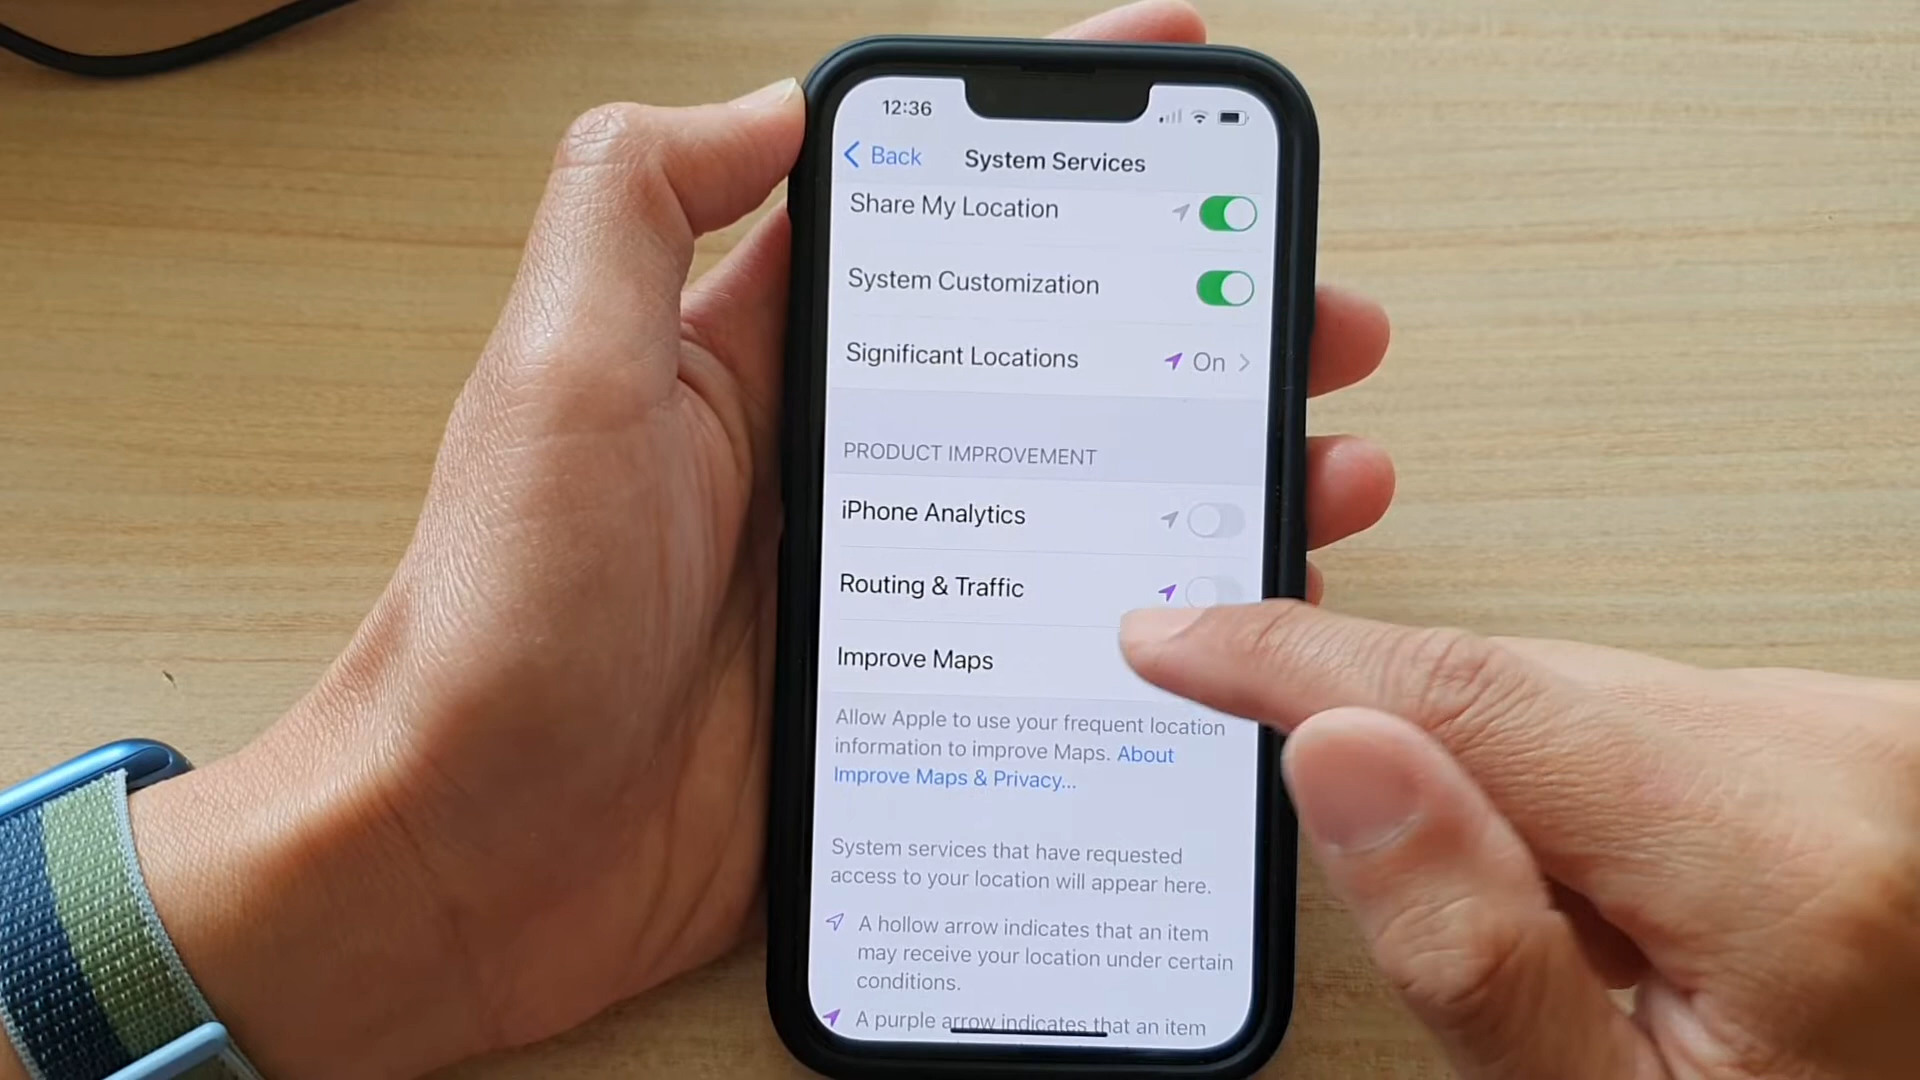 12:36
Back
System Services
Share My Location
System Customization
Significant Locations On
PRODUCT IMPROVEMENT
iPhone Analytics
Routing & Traffic
Improve Maps
Allow Apple to use your frequent location
information to improve Maps. About
Improve Maps & Privacy...
System services that have requested
access to your location will appear here.
A hollow arrow indicates that an item
may receive your location under certain
conditions.
A purple arrow indicates that an item